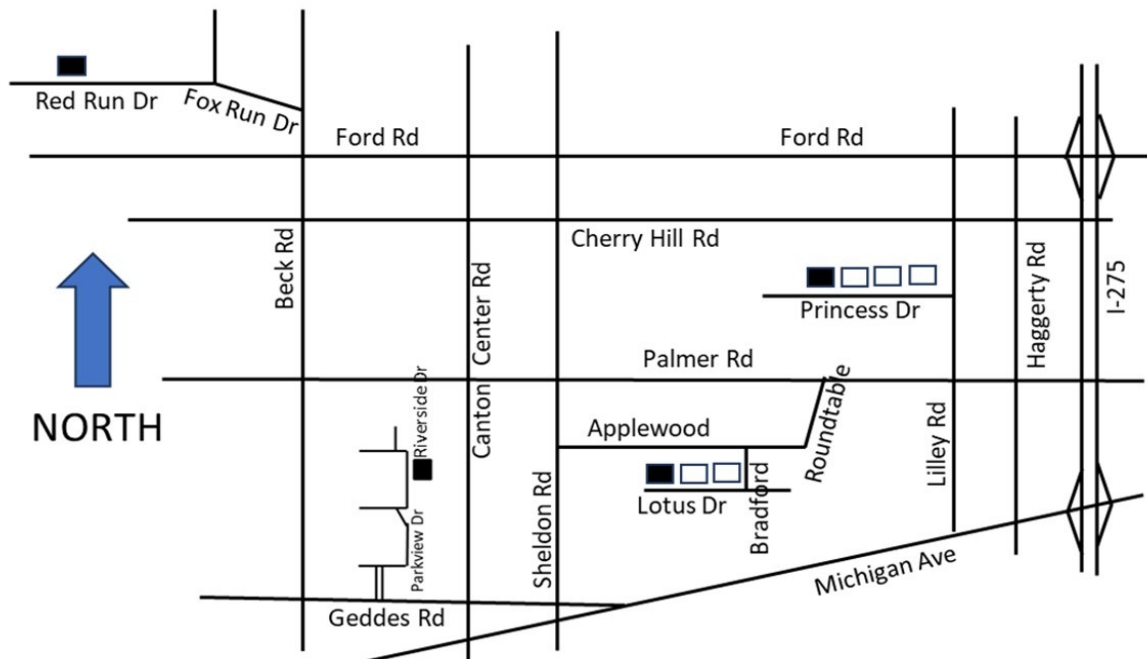 Red Run Dr
Fox Run Dr
Ford Rd
Ford Rd
Cherry Hill Rd
Beck Rd
Canton Center Rd
Princess Dr
Haggerty Rd
I-275
NORTH
Palmer Rd
Riverside Dr
Applewood
Roundtable
Lilley Rd
Sheldon Rd
Lotus Dr
Bradford
Parkview Dr
Michigan Ave
Geddes Rd